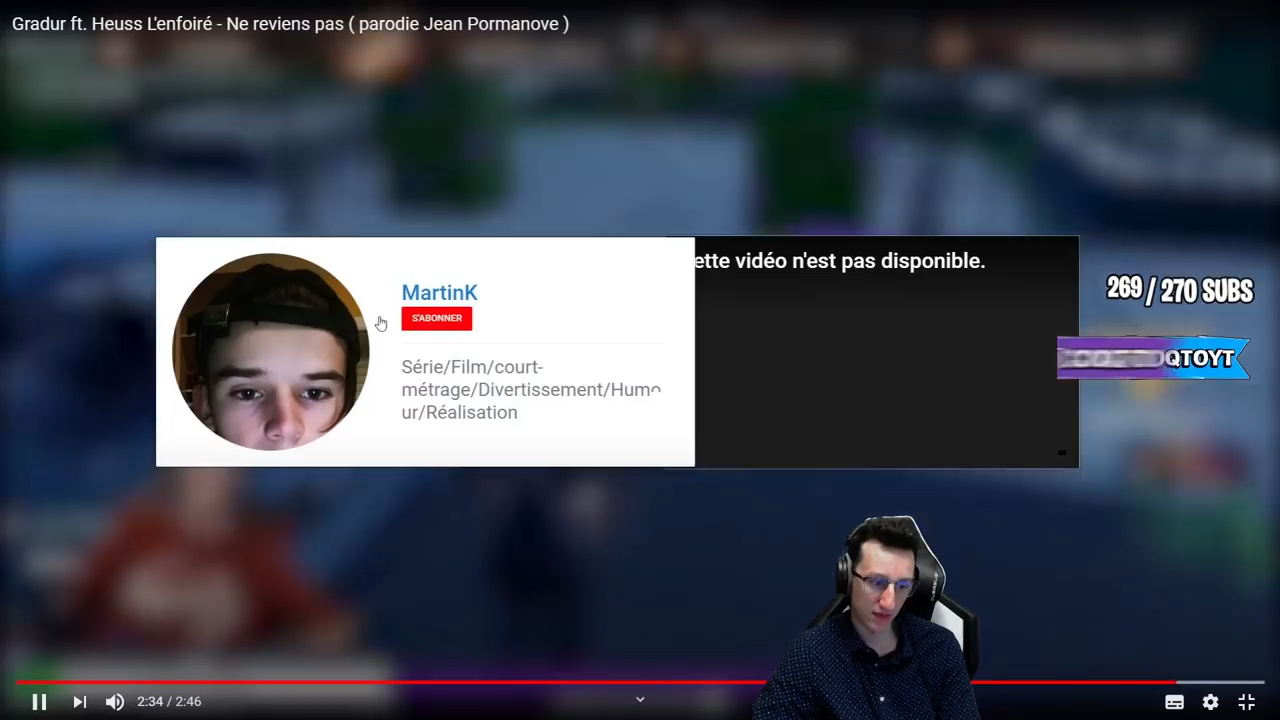 Gradur ft. Heuss L'enfoiré - Ne reviens pas ( parodie Jean Pormanove )
MartinK
S'ABONNER
Série/Film/court-
métrage/Divertissement/Hum
ur/Réalisation
ette vidéo n'est pas disponible.
269 / 270 SUBS
QTOYT
2:34 / 2:46